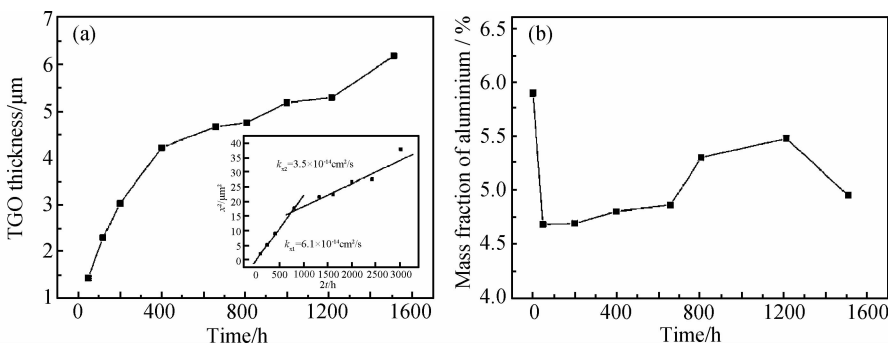 (a)
7
6
5
4
3
2
1
TGO thickness/μm
0 400 800 1200 1600
Time/h
40
35
30
25
20
15
10
5
0
x²/μm²
kₓ₂=3.5×10⁻¹⁴cm²/s
kₓ₁=6.1×10⁻¹⁴cm²/s
0 500 1000 1500 2000 2500 3000
2t/h
(b)
6.5
6.0
5.5
5.0
4.5
4.0
Mass fraction of aluminium / %
0 400 800 1200 1600
Time/h